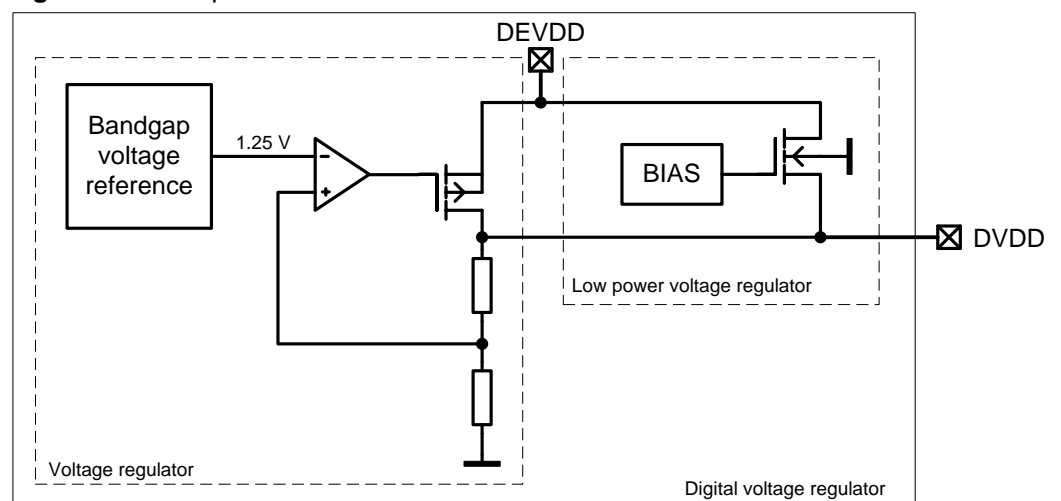 DEVDD
Bandgap
voltage
reference
1.25 V
−
+
BIAS
DVDD
Low power voltage regulator
Voltage regulator
Digital voltage regulator